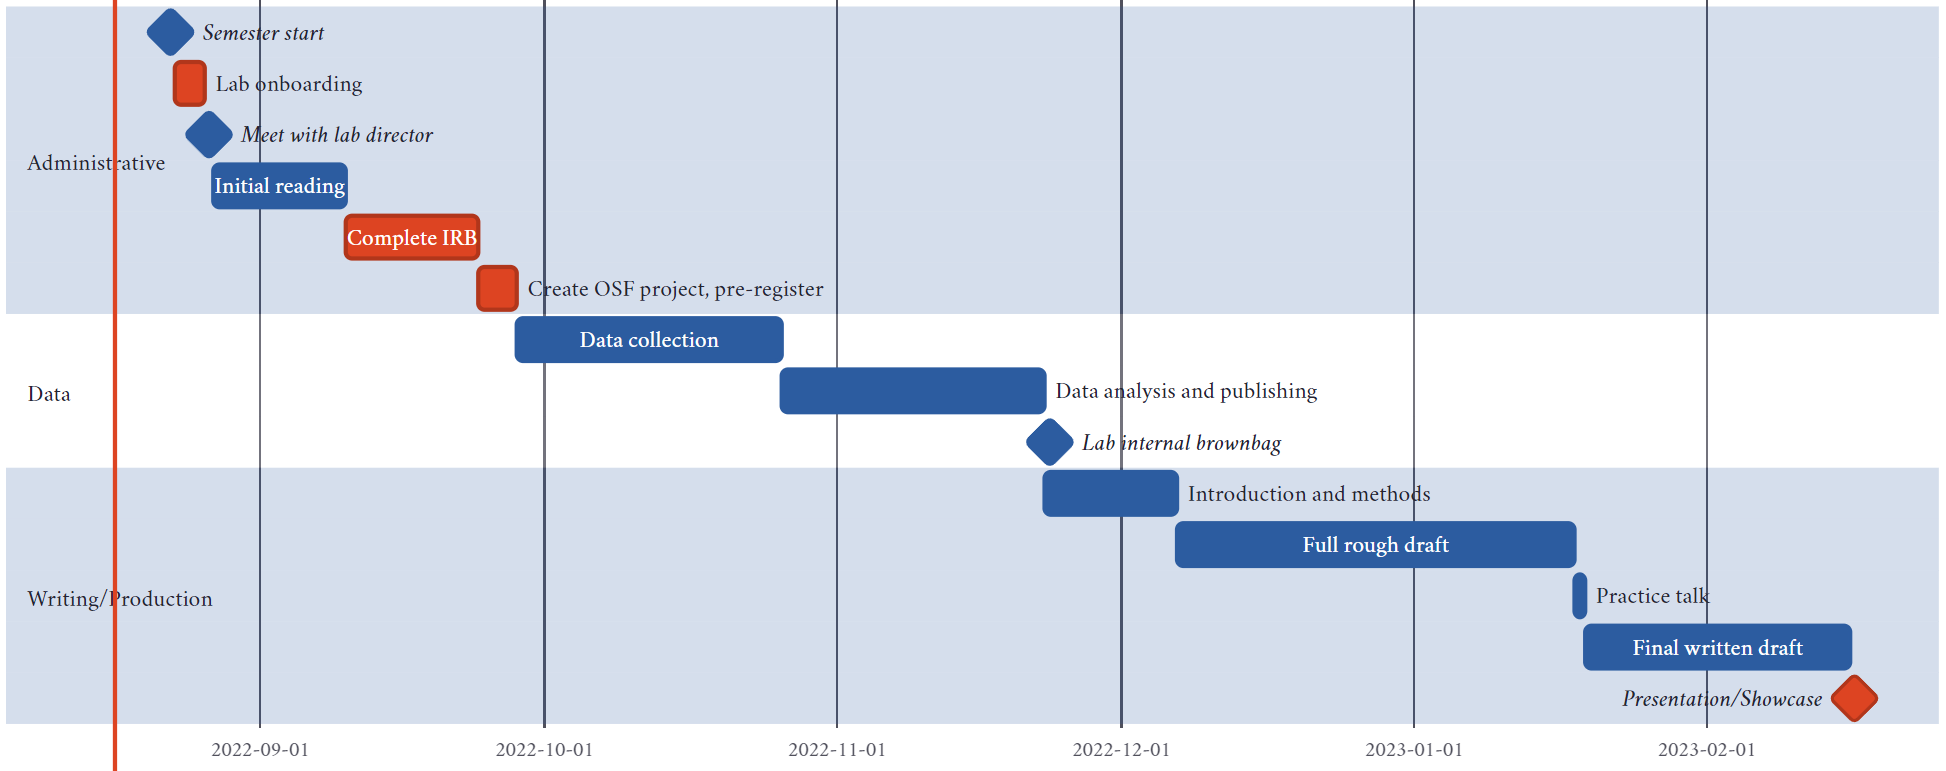 Semester start
Lab onboarding
Meet with lab director
Administrative
Initial reading
Complete IRB
Create OSF project, pre-register
Data collection
Data analysis and publishing
Data
Lab internal brownbag
Introduction and methods
Full rough draft
Practice talk
Writing/Production
Final written draft
Presentation/Showcase
2022-09-01
2022-10-01
2022-11-01
2022-12-01
2023-01-01
2023-02-01